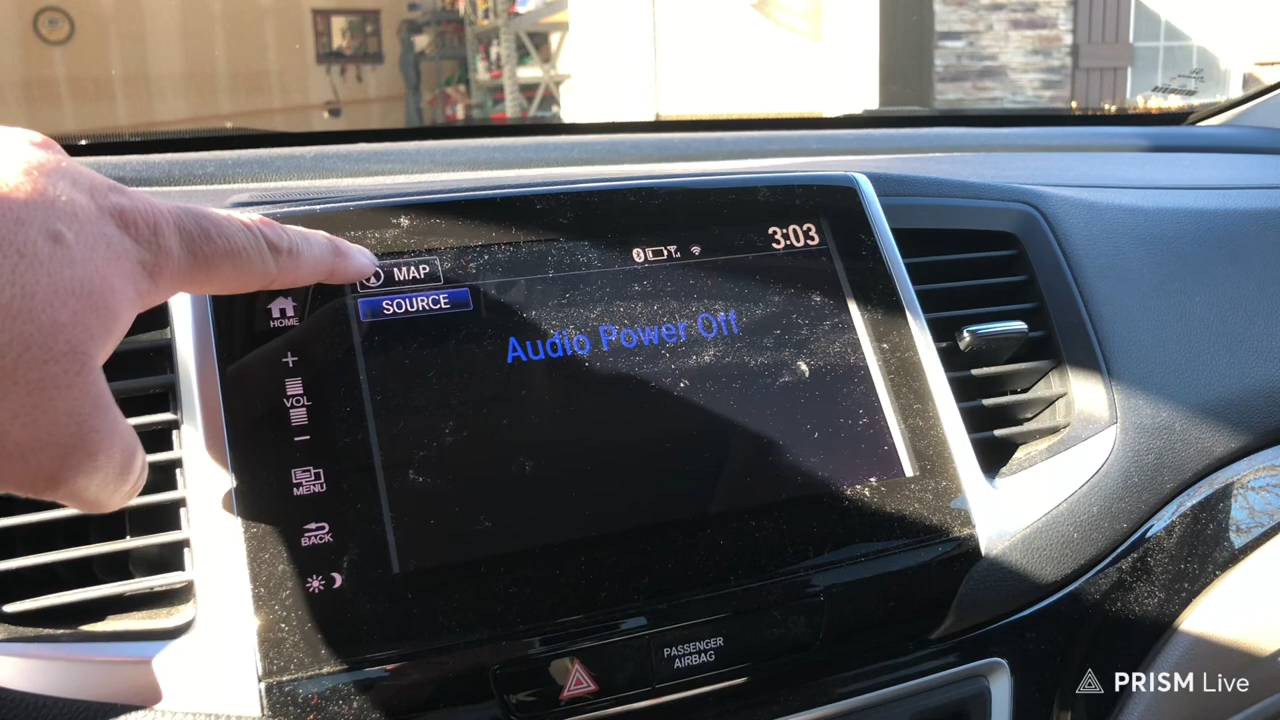 3:03
MAP
SOURCE
Audio Power Off
HOME
+
VOL
−
MENU
BACK
PASSENGER
AIRBAG
PRISM Live